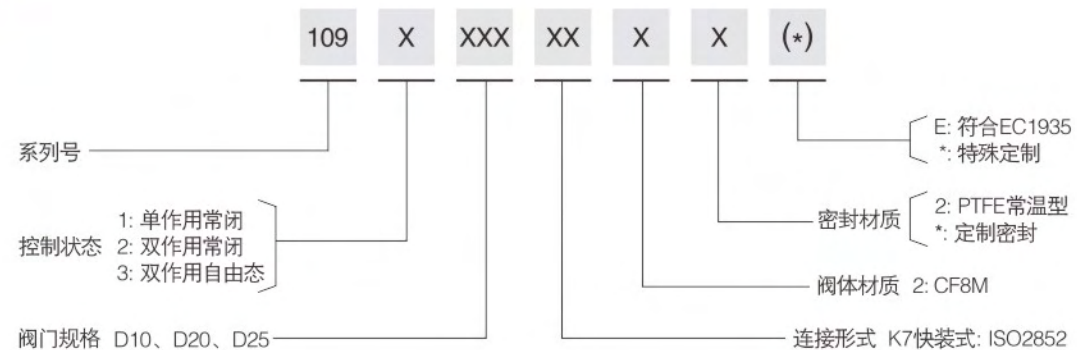 109 X XXX XX X X (*)
系列号
控制状态
1: 单作用常闭
2: 双作用常闭
3: 双作用自由态
阀门规格 D10、D20、D25
E: 符合EC1935
*: 特殊定制
密封材质
2: PTFE常温型
*: 定制密封
阀体材质 2: CF8M
连接形式 K7快装式: ISO2852